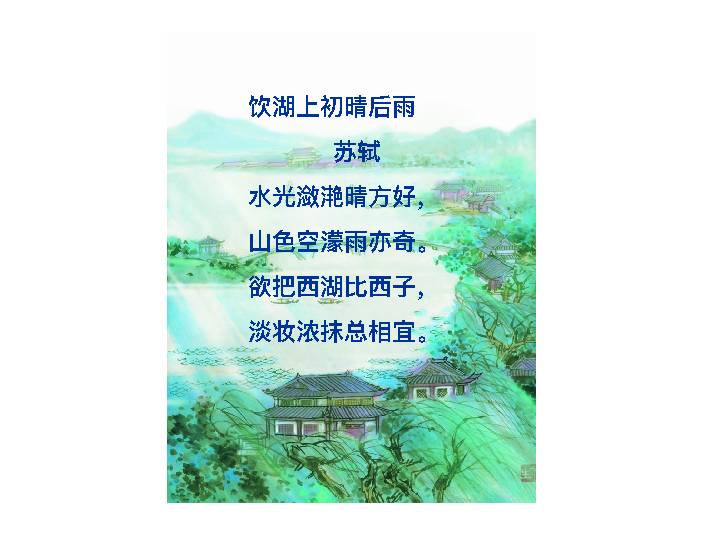 饮湖上初晴后雨
苏轼
水光潋滟晴方好，
山色空濛雨亦奇。
欲把西湖比西子，
淡妆浓抹总相宜。